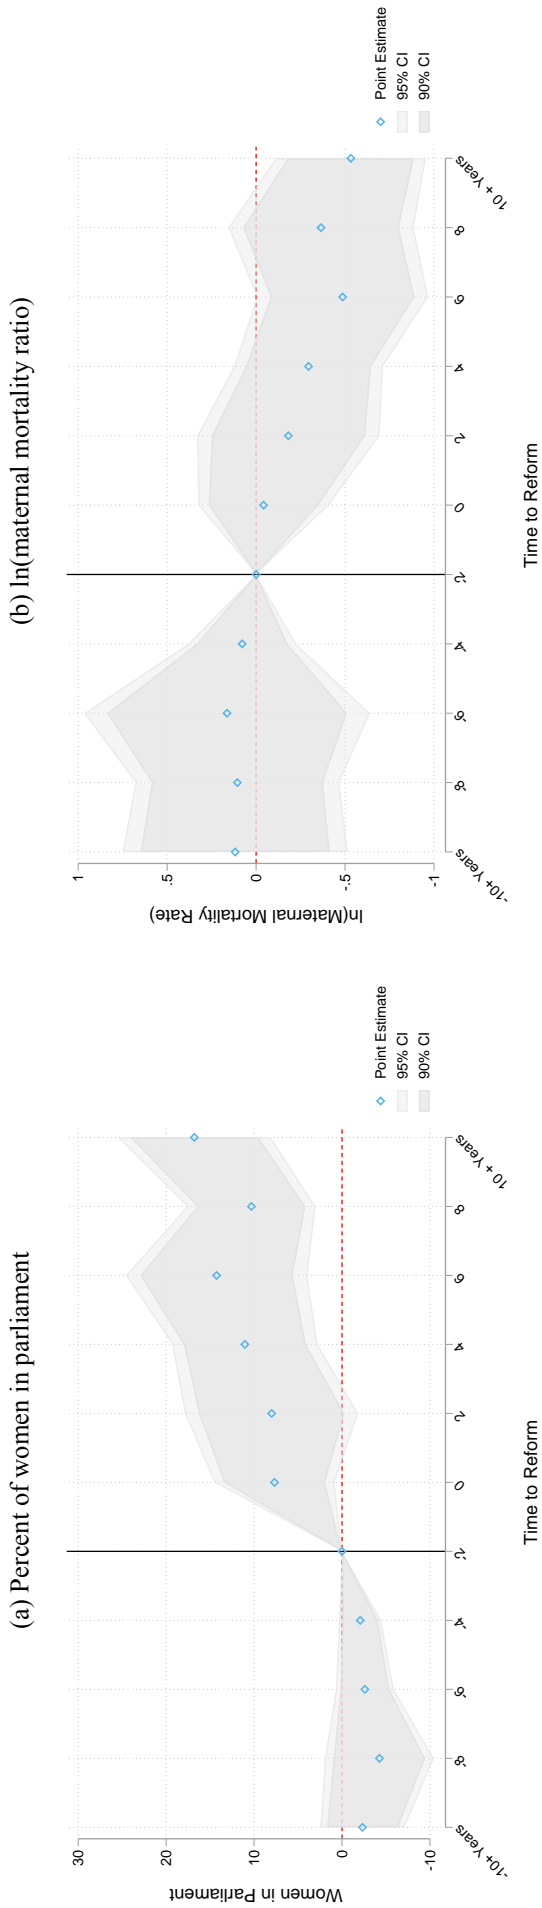 (a) Percent of women in parliament
Women in Parliament
30
20
10
0
-10
-10+ Years
-8
-6
-4
-2
0
2
4
6
8
10 + Years
Time to Reform
Point Estimate
95% CI
90% CI
(b) ln(maternal mortality ratio)
ln(Maternal Mortality Rate)
1
.5
0
-.5
-1
-10+ Years
-8
-6
-4
-2
0
2
4
6
8
10 + Years
Time to Reform
Point Estimate
95% CI
90% CI